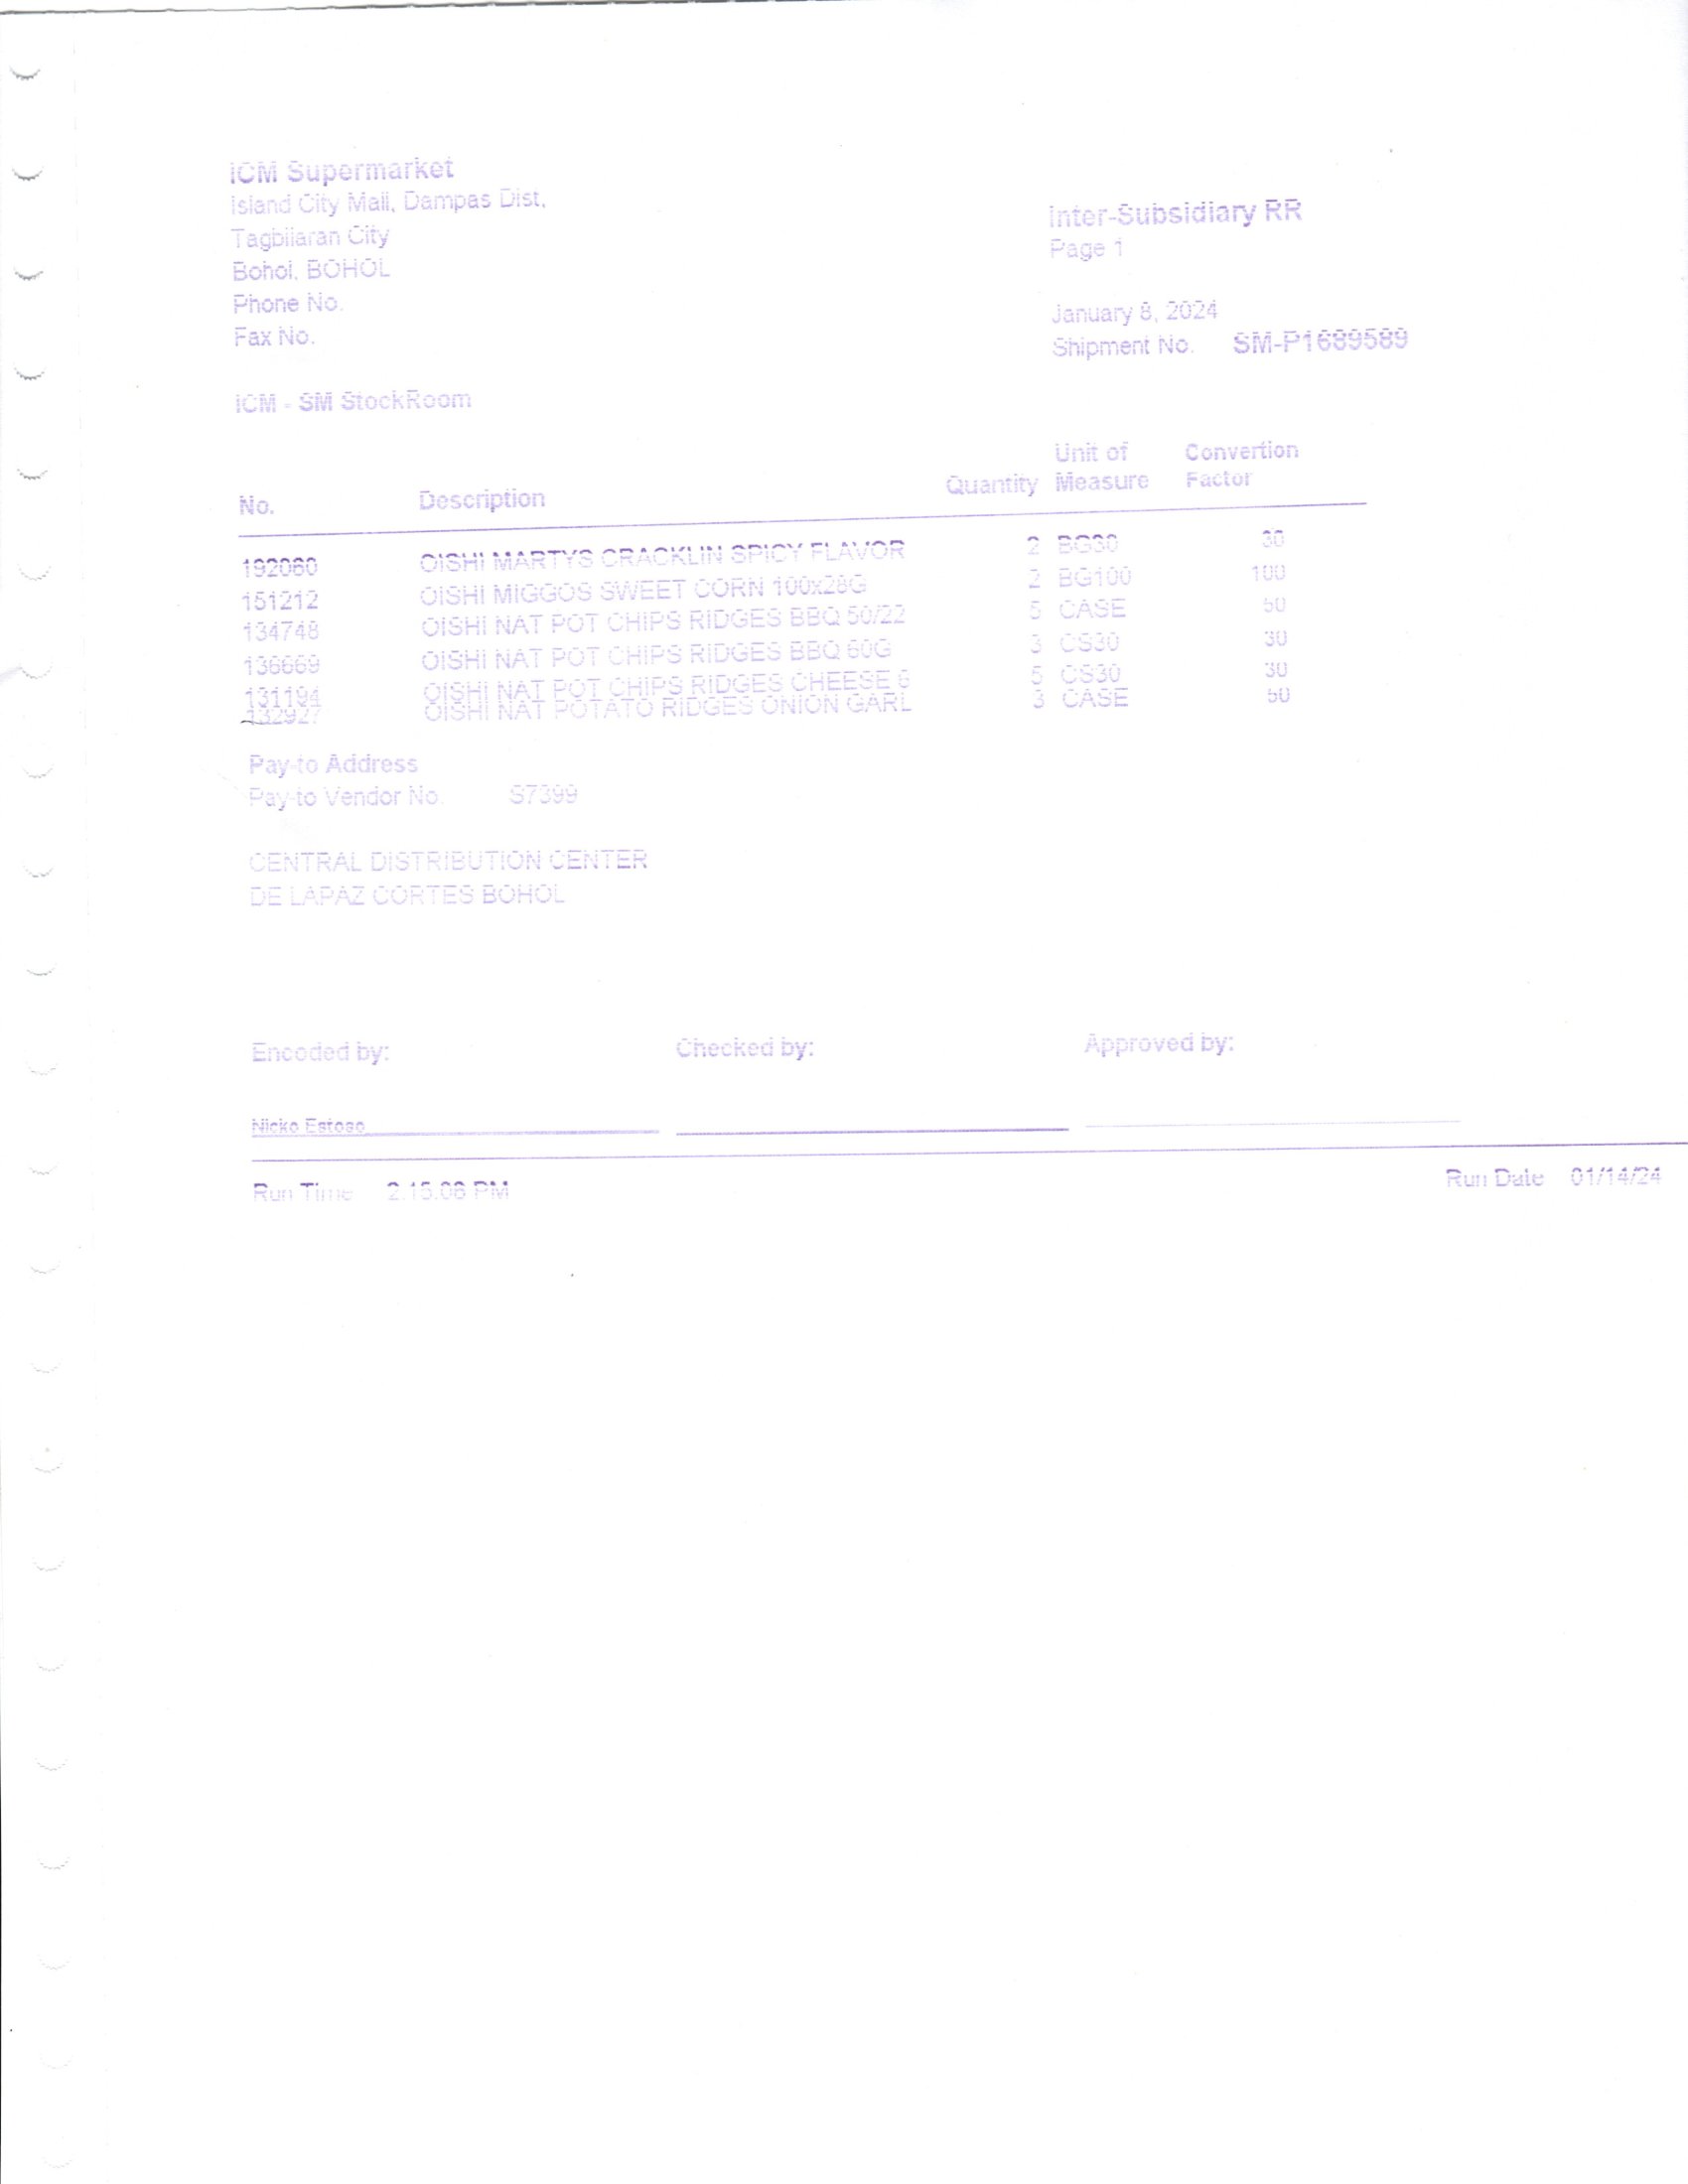 ICM Supermarket
Island City Mall, Dampas Dist,
Tagbilaran City
Bohol, BOHOL
Phone No.
Fax No.
Inter-Subsidiary RR
Page 1
January 8, 2024
Shipment No. SM-P1689589
ICM - SM StockRoom
No. Description Quantity Unit of Measure Convertion Factor
192060 OISHI MARTYS CRACKLIN SPICY FLAVOR 2 BG30 30
151212 OISHI MIGGOS SWEET CORN 100x28G 2 BG100 100
134748 OISHI NAT POT CHIPS RIDGES BBQ 50/22 5 CASE 50
136669 OISHI NAT POT CHIPS RIDGES BBQ 60G 3 CS30 30
131194 OISHI NAT POT CHIPS RIDGES CHEESE 6 5 CS30 30
132927 OISHI NAT POTATO RIDGES ONION GARL 3 CASE 50
Pay-to Address
Pay-to Vendor No. S7399
CENTRAL DISTRIBUTION CENTER
DE LAPAZ CORTES BOHOL
Encoded by: Checked by: Approved by:
Nicko Estoso
Run Time 2:15:06 PM Run Date 01/14/24